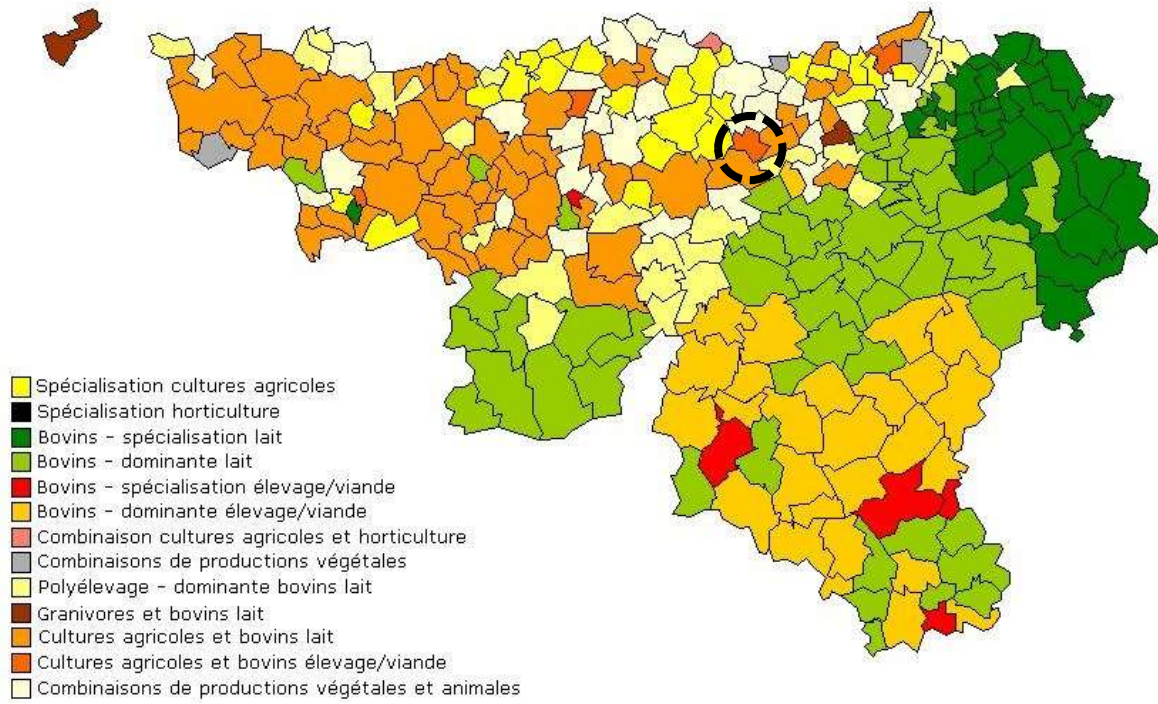 Spécialisation cultures agricoles
Spécialisation horticulture
Bovins - spécialisation lait
Bovins - dominante lait
Bovins - spécialisation élevage/viande
Bovins - dominante élevage/viande
Combinaison cultures agricoles et horticulture
Combinaisons de productions végétales
Polyélevage - dominante bovins lait
Granivores et bovins lait
Cultures agricoles et bovins lait
Cultures agricoles et bovins élevage/viande
Combinaisons de productions végétales et animales